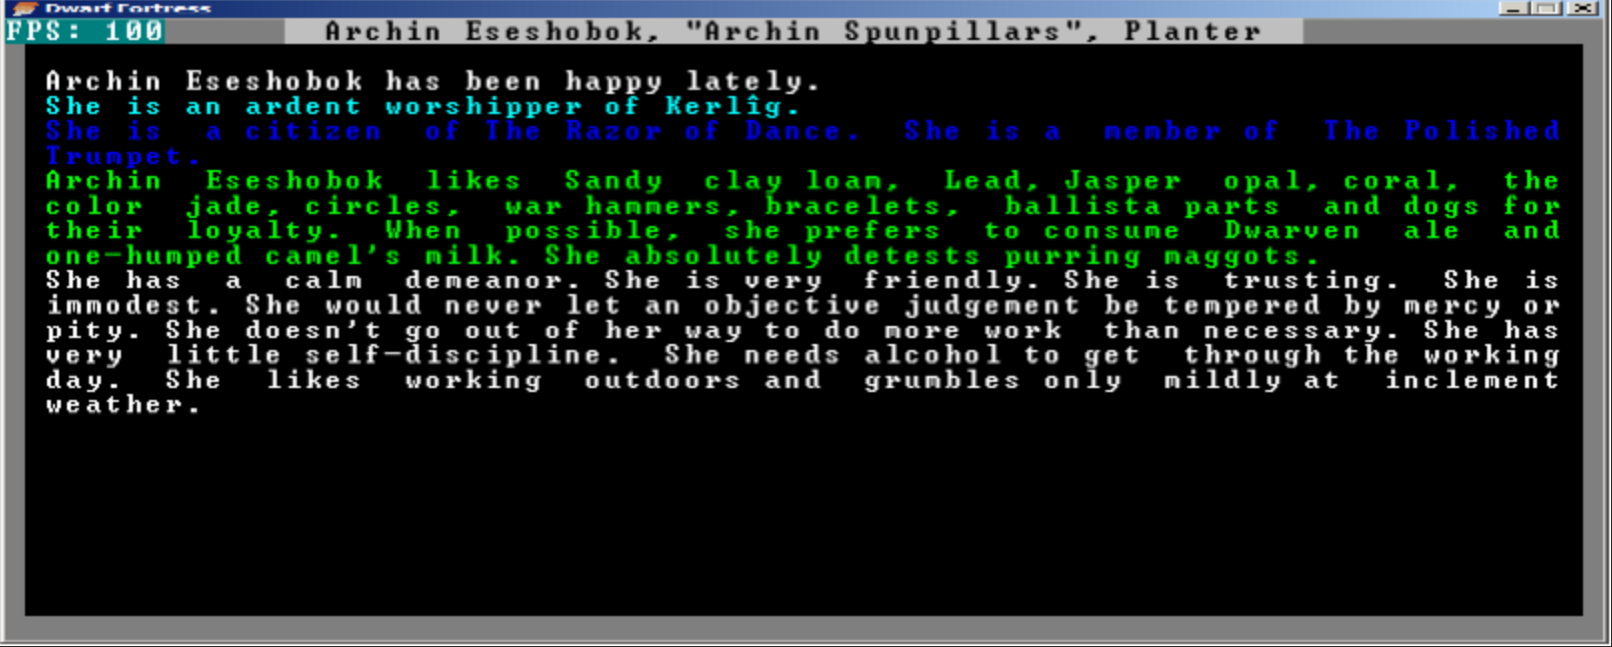 Dwarf Fortress
FPS: 100 Archin Eseshobok, "Archin Spunpillars", Planter
Archin Eseshobok has been happy lately.
She is an ardent worshipper of Kerlîg.
She is a citizen of The Razor of Dance. She is a member of The Polished
Trumpet.
Archin Eseshobok likes Sandy clay loam, Lead, Jasper opal, coral, the
color jade, circles, war hammers, bracelets, ballista parts and dogs for
their loyalty. When possible, she prefers to consume Dwarven ale and
one-humped camel's milk. She absolutely detests purring maggots.
She has a calm demeanor. She is very friendly. She is trusting. She is
immodest. She would never let an objective judgement be tempered by mercy or
pity. She doesn't go out of her way to do more work than necessary. She has
very little self-discipline. She needs alcohol to get through the working
day. She likes working outdoors and grumbles only mildly at inclement
weather.